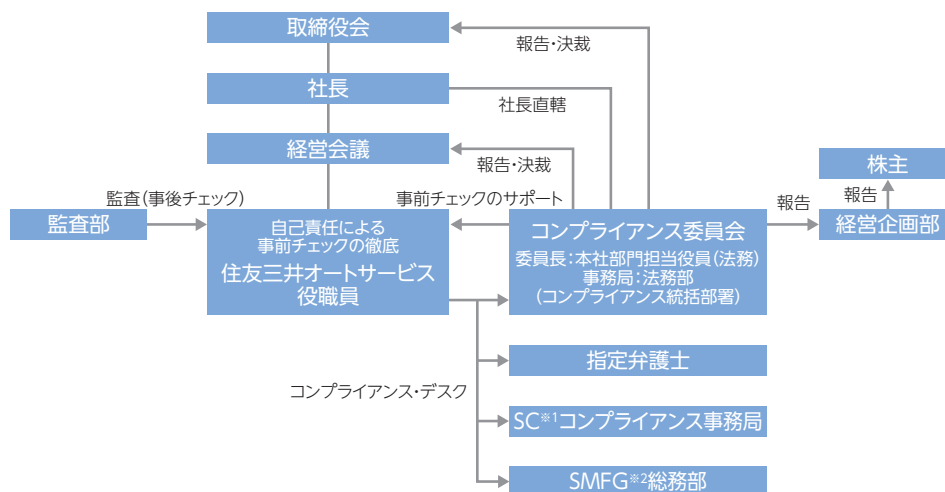 取締役会
報告・決裁
社長
社長直轄
経営会議
報告・決裁
株主
監査(事後チェック)
事前チェックのサポート
報告
報告
監査部
自己責任による
事前チェックの徹底
住友三井オートサービス
役職員
コンプライアンス委員会
委員長:本社部門担当役員(法務)
事務局:法務部
(コンプライアンス統括部署)
経営企画部
指定弁護士
コンプライアンス・デスク
SC※1コンプライアンス事務局
SMFG※2総務部